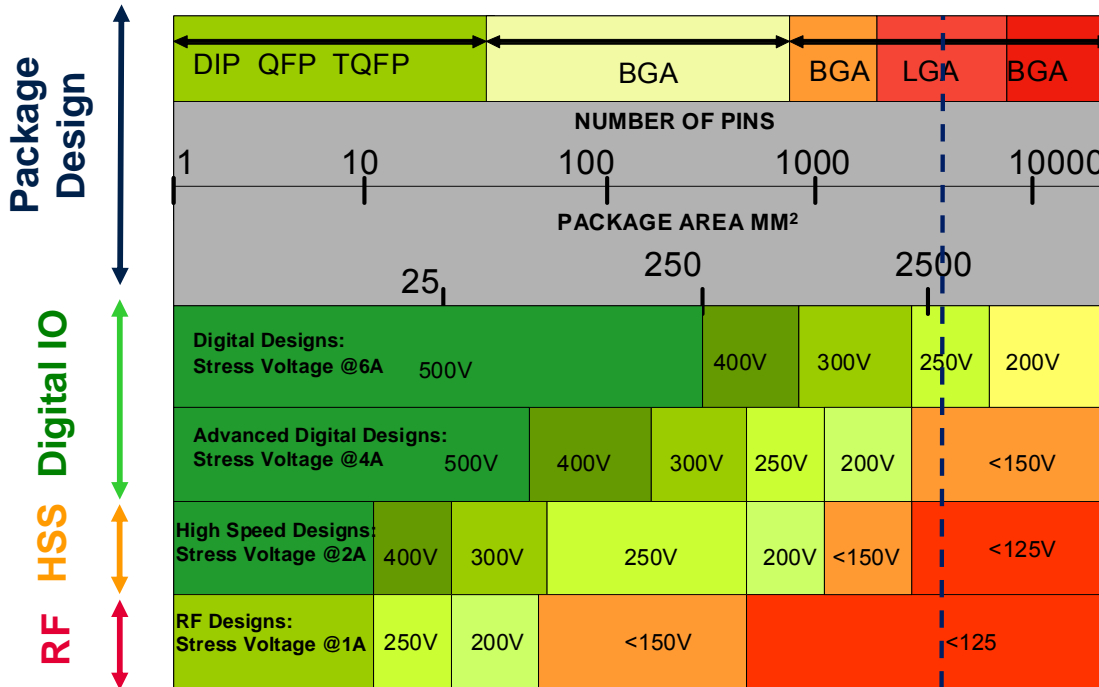 Package
Design
DIP QFP TQFP
BGA
BGA
LGA
BGA
NUMBER OF PINS
1
10
100
1000
10000
PACKAGE AREA MM²
25
250
2500
Digital IO
Digital Designs:
Stress Voltage @6A
500V
400V
300V
250V
200V
Advanced Digital Designs:
Stress Voltage @4A
500V
400V
300V
250V
200V
<150V
HSS
High Speed Designs:
Stress Voltage @2A
400V
300V
250V
200V
<150V
<125V
RF
RF Designs:
Stress Voltage @1A
250V
200V
<150V
<125